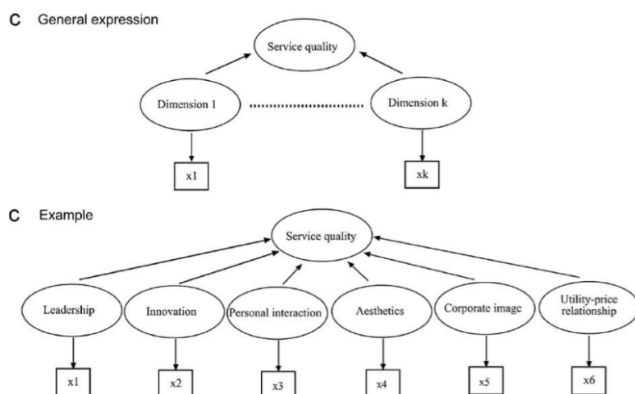 C General expression
Service quality
Dimension 1
Dimension k
x1
xk
C Example
Service quality
Leadership
Innovation
Personal interaction
Aesthetics
Corporate image
Utility-price
relationship
x1
x2
x3
x4
x5
x6